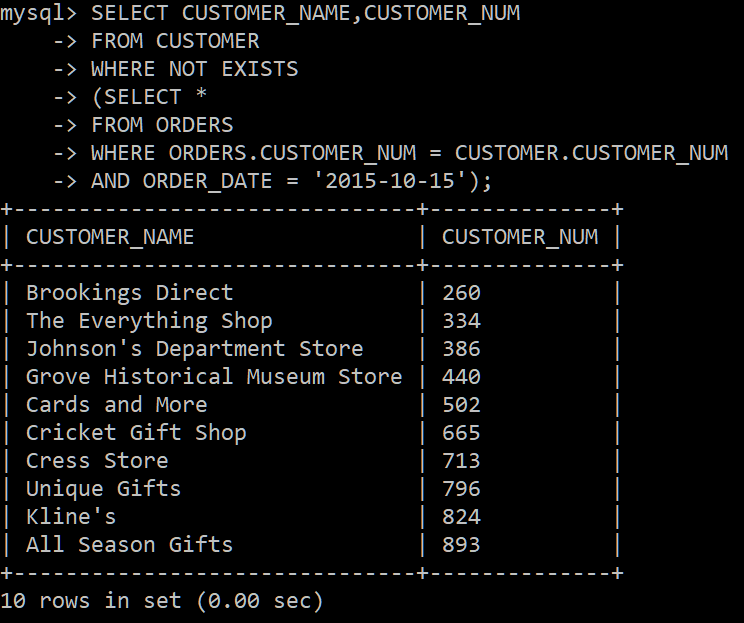 mysql> SELECT CUSTOMER_NAME,CUSTOMER_NUM
    -> FROM CUSTOMER
    -> WHERE NOT EXISTS
    -> (SELECT *
    -> FROM ORDERS
    -> WHERE ORDERS.CUSTOMER_NUM = CUSTOMER.CUSTOMER_NUM
    -> AND ORDER_DATE = '2015-10-15');
+-------------------------------+--------------+
| CUSTOMER_NAME                 | CUSTOMER_NUM |
+-------------------------------+--------------+
| Brookings Direct              | 260          |
| The Everything Shop           | 334          |
| Johnson's Department Store    | 386          |
| Grove Historical Museum Store | 440          |
| Cards and More                | 502          |
| Cricket Gift Shop             | 665          |
| Cress Store                   | 713          |
| Unique Gifts                  | 796          |
| Kline's                       | 824          |
| All Season Gifts              | 893          |
+-------------------------------+--------------+
10 rows in set (0.00 sec)